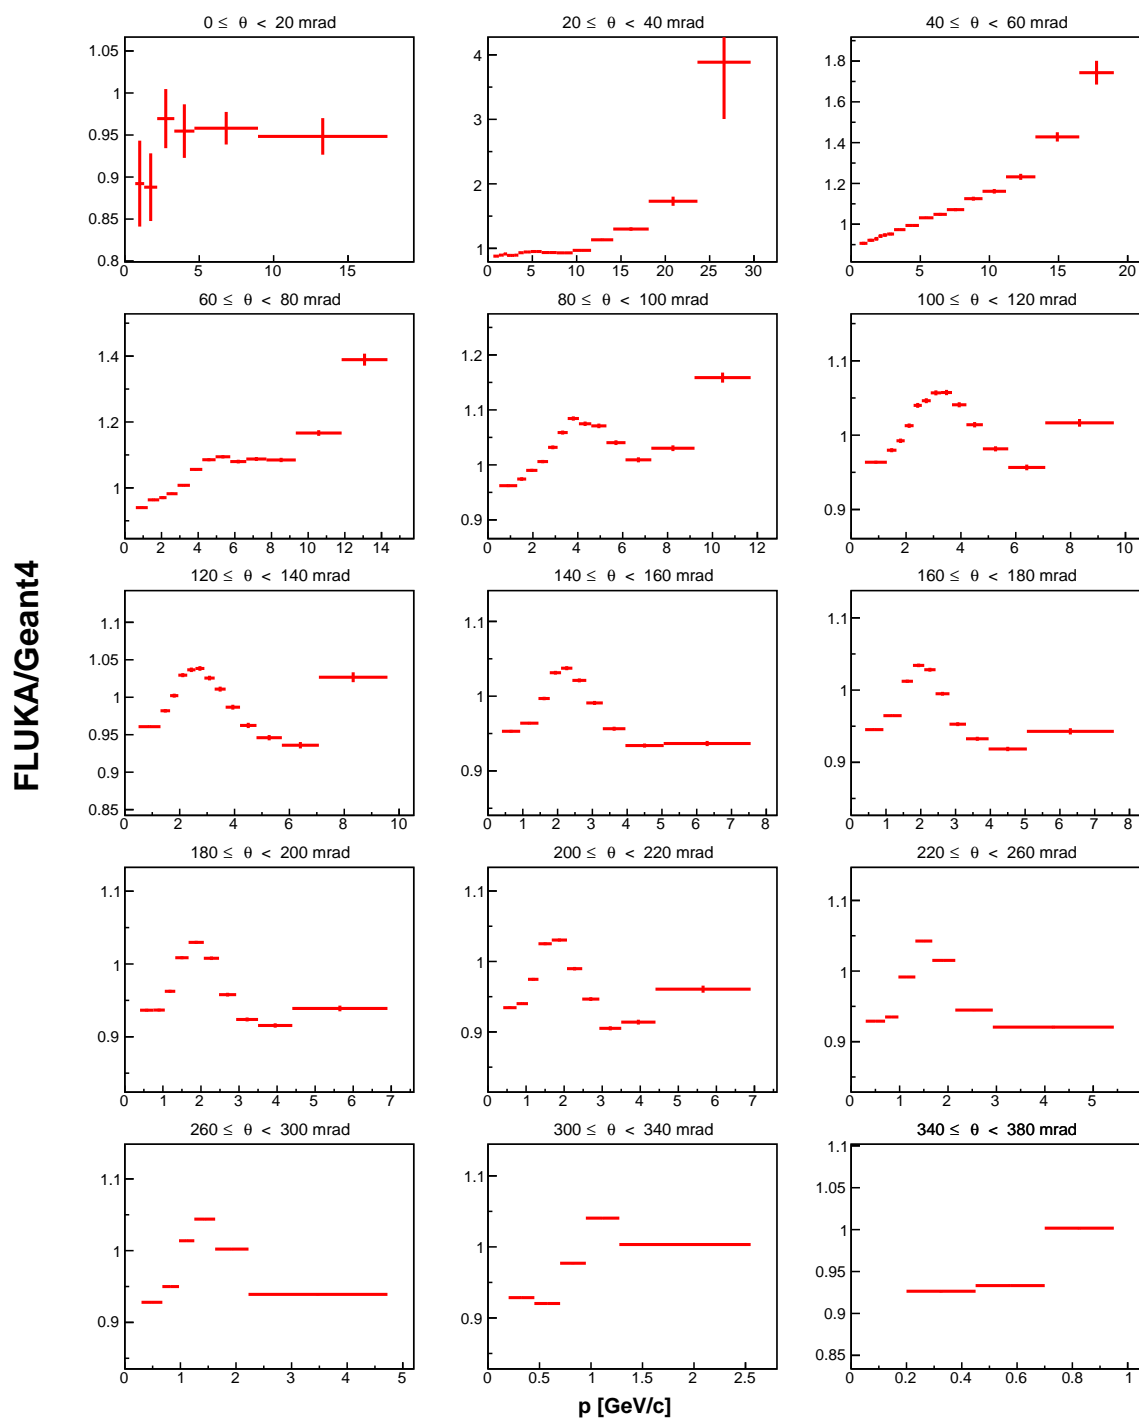 0 ≤ θ < 20 mrad
20 ≤ θ < 40 mrad
40 ≤ θ < 60 mrad
1.05
1
0.95
0.9
0.85
0.8
0 5 10 15
4
3
2
1
0 5 10 15 20 25 30
1.8
1.6
1.4
1.2
1
0 5 10 15 20
60 ≤ θ < 80 mrad
80 ≤ θ < 100 mrad
100 ≤ θ < 120 mrad
1.4
1.2
1
0 2 4 6 8 10 12 14
1.2
1.1
1
0.9
0 2 4 6 8 10 12
1.1
1
0.9
0 2 4 6 8 10
FLUKA/Geant4
120 ≤ θ < 140 mrad
140 ≤ θ < 160 mrad
160 ≤ θ < 180 mrad
1.1
1.05
1
0.95
0.9
0.85
0 2 4 6 8 10
1.1
1
0.9
0 1 2 3 4 5 6 7 8
1.1
1
0.9
0 1 2 3 4 5 6 7 8
180 ≤ θ < 200 mrad
200 ≤ θ < 220 mrad
220 ≤ θ < 260 mrad
1.1
1
0.9
0 1 2 3 4 5 6 7
1.1
1
0.9
0 1 2 3 4 5 6 7
1.1
1
0.9
0 1 2 3 4 5
260 ≤ θ < 300 mrad
300 ≤ θ < 340 mrad
340 ≤ θ < 380 mrad
1.1
1
0.9
0 1 2 3 4 5
1.1
1
0.9
0 0.5 1 1.5 2 2.5
1.1
1.05
1
0.95
0.9
0.85
0 0.2 0.4 0.6 0.8 1
p [GeV/c]